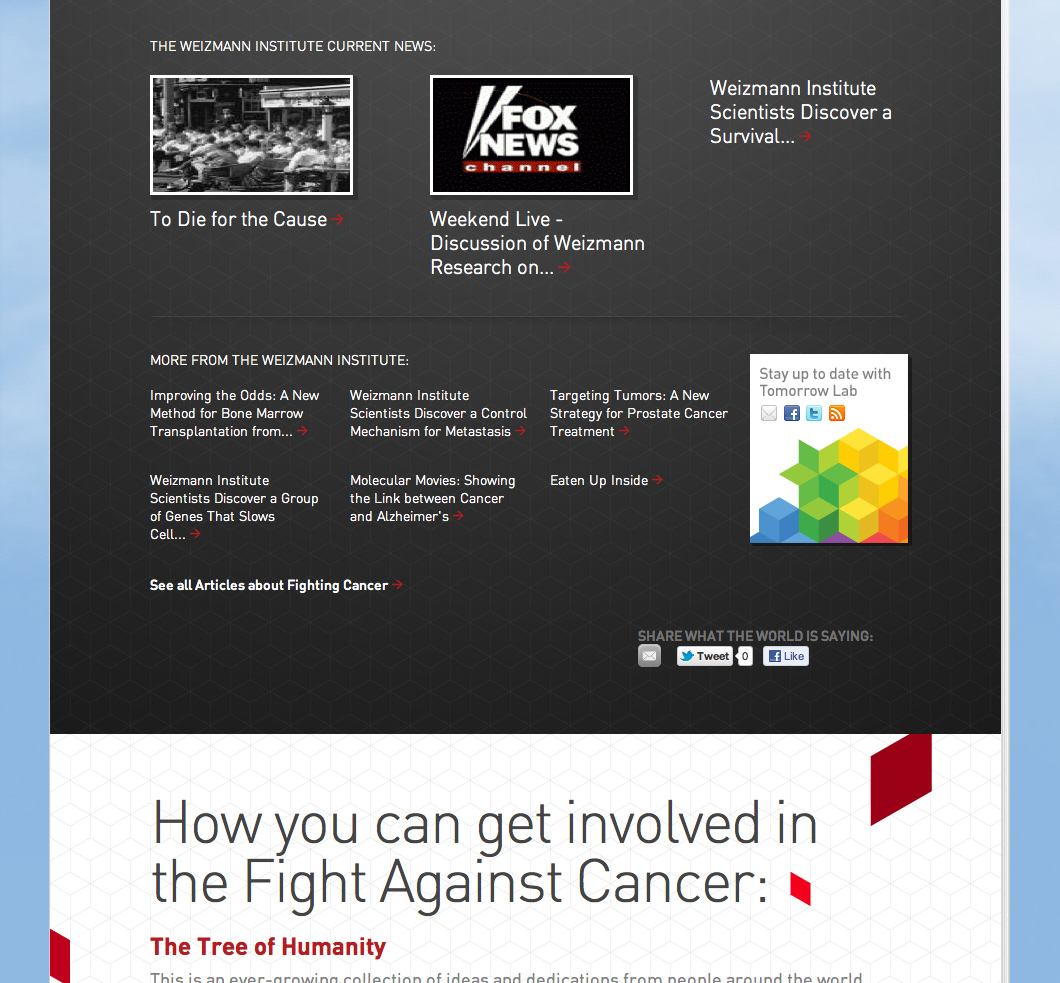 THE WEIZMANN INSTITUTE CURRENT NEWS:
FOX
NEWS
channel
To Die for the Cause
Weekend Live -
Discussion of Weizmann
Research on...
Weizmann Institute
Scientists Discover a
Survival...
MORE FROM THE WEIZMANN INSTITUTE:
Improving the Odds: A New
Method for Bone Marrow
Transplantation from...
Weizmann Institute
Scientists Discover a Control
Mechanism for Metastasis
Targeting Tumors: A New
Strategy for Prostate Cancer
Treatment
Weizmann Institute
Scientists Discover a Group
of Genes That Slows
Cell...
Molecular Movies: Showing
the Link between Cancer
and Alzheimer's
Eaten Up Inside
See all Articles about Fighting Cancer
Stay up to date with
Tomorrow Lab
SHARE WHAT THE WORLD IS SAYING:
Tweet 0 Like
How you can get involved in
the Fight Against Cancer:
The Tree of Humanity
This is an ever-growing collection of ideas and dedications from people around the world